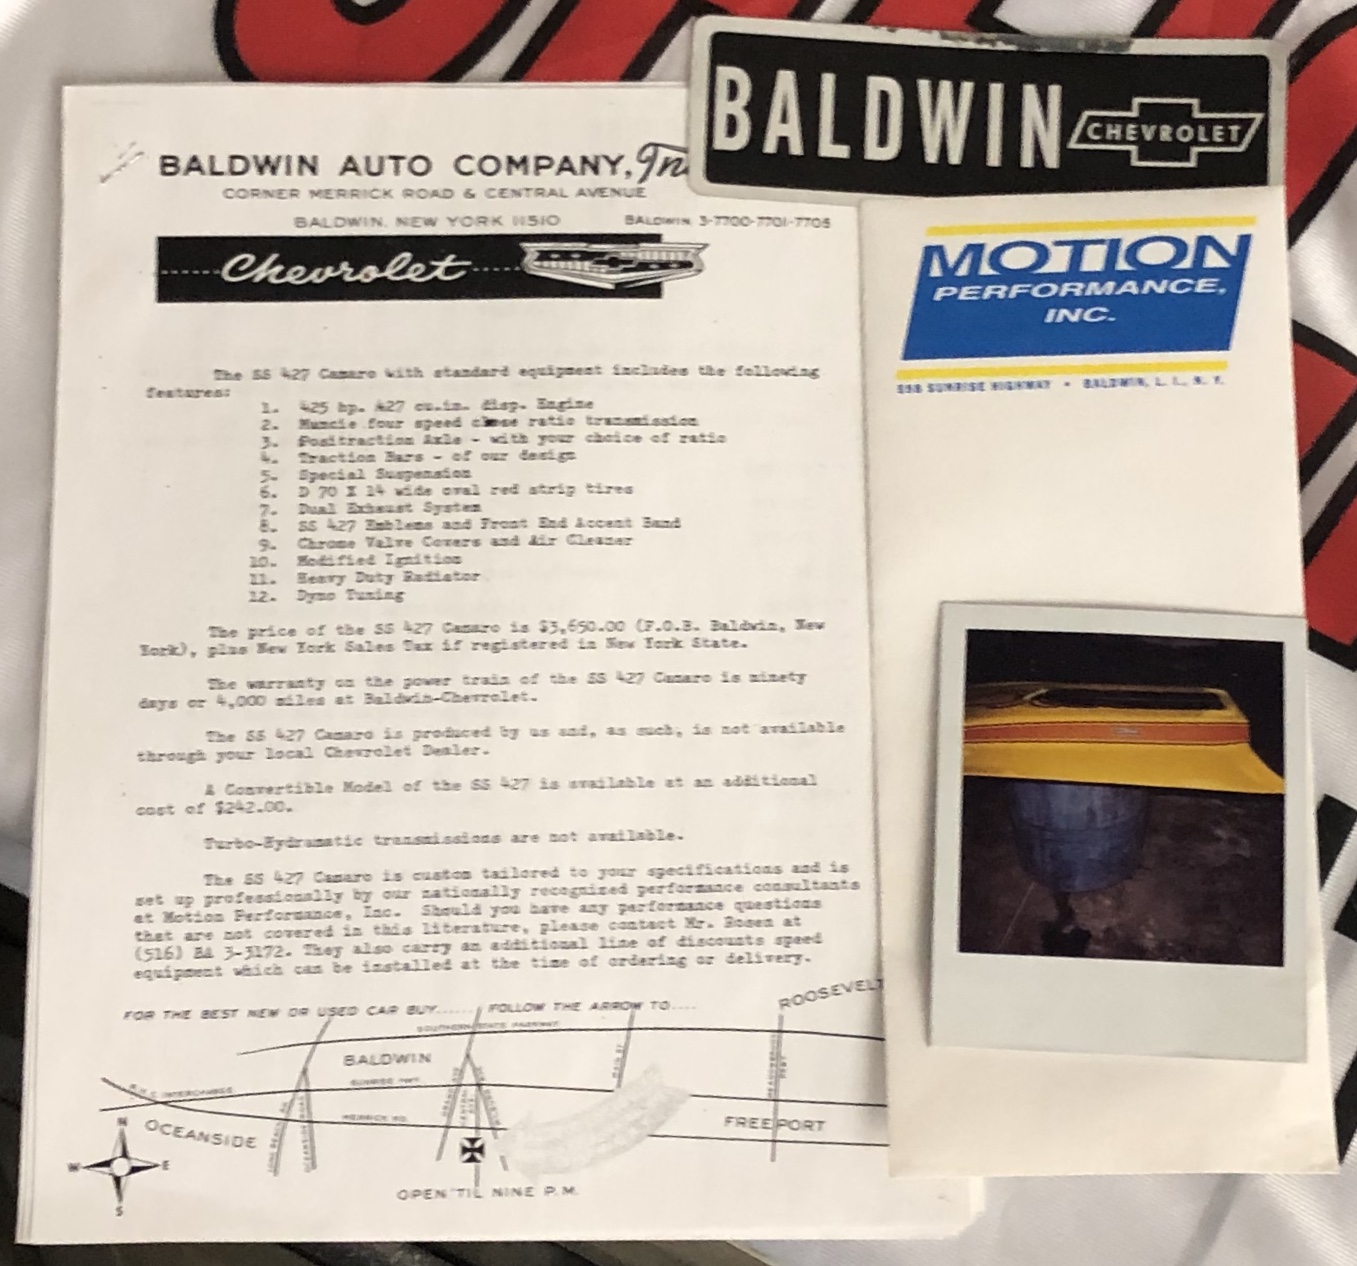 BALDWIN CHEVROLET
BALDWIN AUTO COMPANY,
CORNER MERRICK ROAD & CENTRAL AVENUE
BALDWIN, NEW YORK 11510 BALDWIN 3-7700-7701-7705
Chevrolet
The SS 427 Camaro with standard equipment includes the following
features:
1. 425 hp. 427 cu.in. disp. Engine
2. Muncie four speed close ratio transmission
3. Positraction Axle - with your choice of ratio
4. Traction Bars - of our design
5. Special Suspension
6. D 70 X 14 wide oval red strip tires
7. Dual Exhaust System
8. SS 427 Emblems and Front End Accent Band
9. Chrome Valve Covers and Air Cleaner
10. Modified Ignition
11. Heavy Duty Radiator
12. Dyno Tuning
The price of the SS 427 Camaro is $3,650.00 (F.O.B. Baldwin, New
York), plus New York Sales Tax if registered in New York State.
The warranty on the power train of the SS 427 Camaro is ninety
days or 4,000 miles at Baldwin-Chevrolet.
The SS 427 Camaro is produced by us and, as such, is not available
through your local Chevrolet Dealer.
A Convertible Model of the SS 427 is available at an additional
cost of $242.00.
Turbo-Hydramatic transmissions are not available.
The SS 427 Camaro is custom tailored to your specifications and is
set up professionally by our nationally recognized performance consultants
at Motion Performance, Inc. Should you have any performance questions
that are not covered in this literature, please contact Mr. Rosen at
(516) BA 3-3172. They also carry an additional line of discounts speed
equipment which can be installed at the time of ordering or delivery.
FOR THE BEST NEW OR USED CAR BUY...... FOLLOW THE ARROW TO....
ROOSEVELT
SOUTHERN STATE PARKWAY
BALDWIN
MAIN ST
SUNRISE HWY.
MERRICK RD.
FREEPORT
OCEANSIDE
N
W E
S
OPEN 'TIL NINE P.M.
MOTION
PERFORMANCE,
INC.
598 SUNRISE HIGHWAY • BALDWIN, L. I., N. Y.